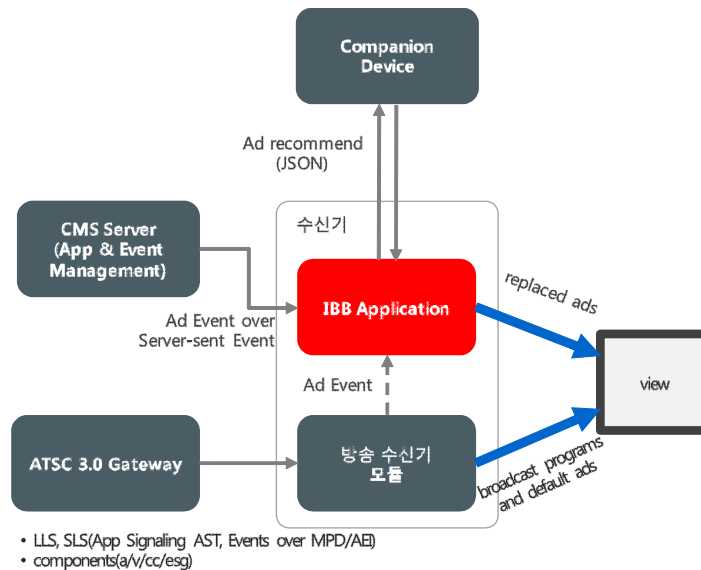 Companion
Device
Ad recommend
(JSON)
수신기
CMS Server
(App & Event
Management)
IBB Application
replaced ads
Ad Event over
Server-sent Event
view
Ad Event
ATSC 3.0 Gateway
방송 수신기
모듈
broadcast programs
and default ads
• LLS, SLS(App Signaling AST, Events over MPD/AEI)
• components(a/v/cc/esg)